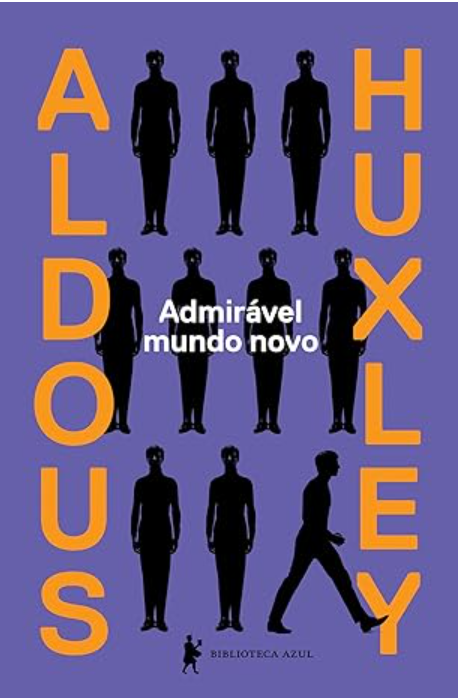 ALDOUS
HUXLEY
Admirável
mundo novo
BIBLIOTECA AZUL